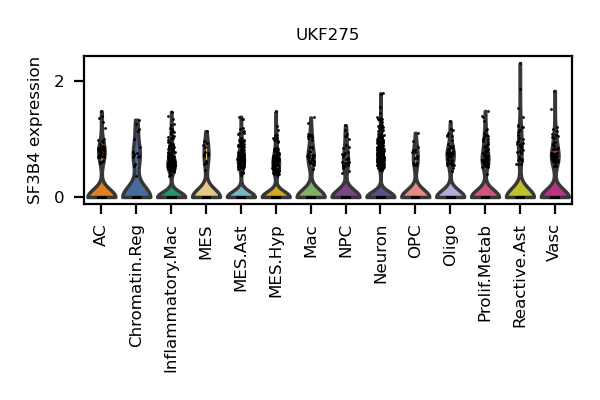 UKF275
SF3B4 expression
2
0
AC
Chromatin.Reg
Inflammatory.Mac
MES
MES.Ast
MES.Hyp
Mac
NPC
Neuron
OPC
Oligo
Prolif.Metab
Reactive.Ast
Vasc